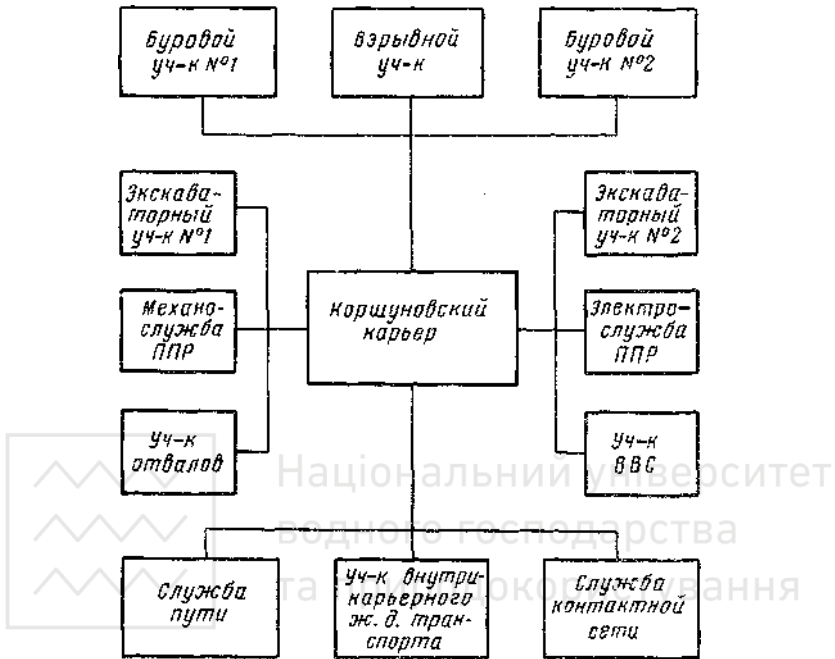 Буровой
уч-к №1
Взрывной
уч-к
Буровой
уч-к №2
Экскава-
торный
уч-к №1
Экскава-
торный
уч-к №2
Механо-
служба
ППР
Коршуновский
карьер
Электро-
служба
ППР
Уч-к
отвалов
Уч-к
ВВС
Національний університет
водного господарства
та природокористування
Служба
пути
Уч-к внутри-
карьерного
ж. д. тран-
спорта
Служба
контактной
сети